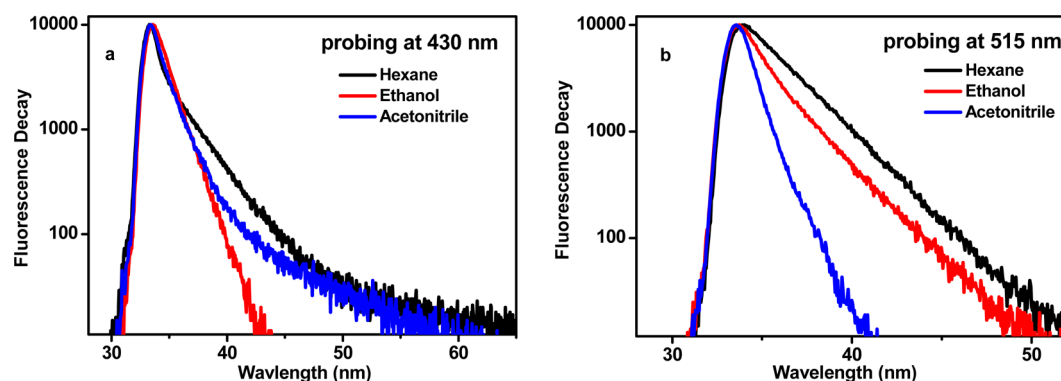 10000
1000
100
Fluorescence Decay
a
probing at 430 nm
Hexane
Ethanol
Acetonitrile
30
40
50
60
Wavlength (nm)
10000
1000
100
Fluorescence Decay
b
probing at 515 nm
Hexane
Ethanol
Acetonitrile
30
40
50
Wavelength (nm)